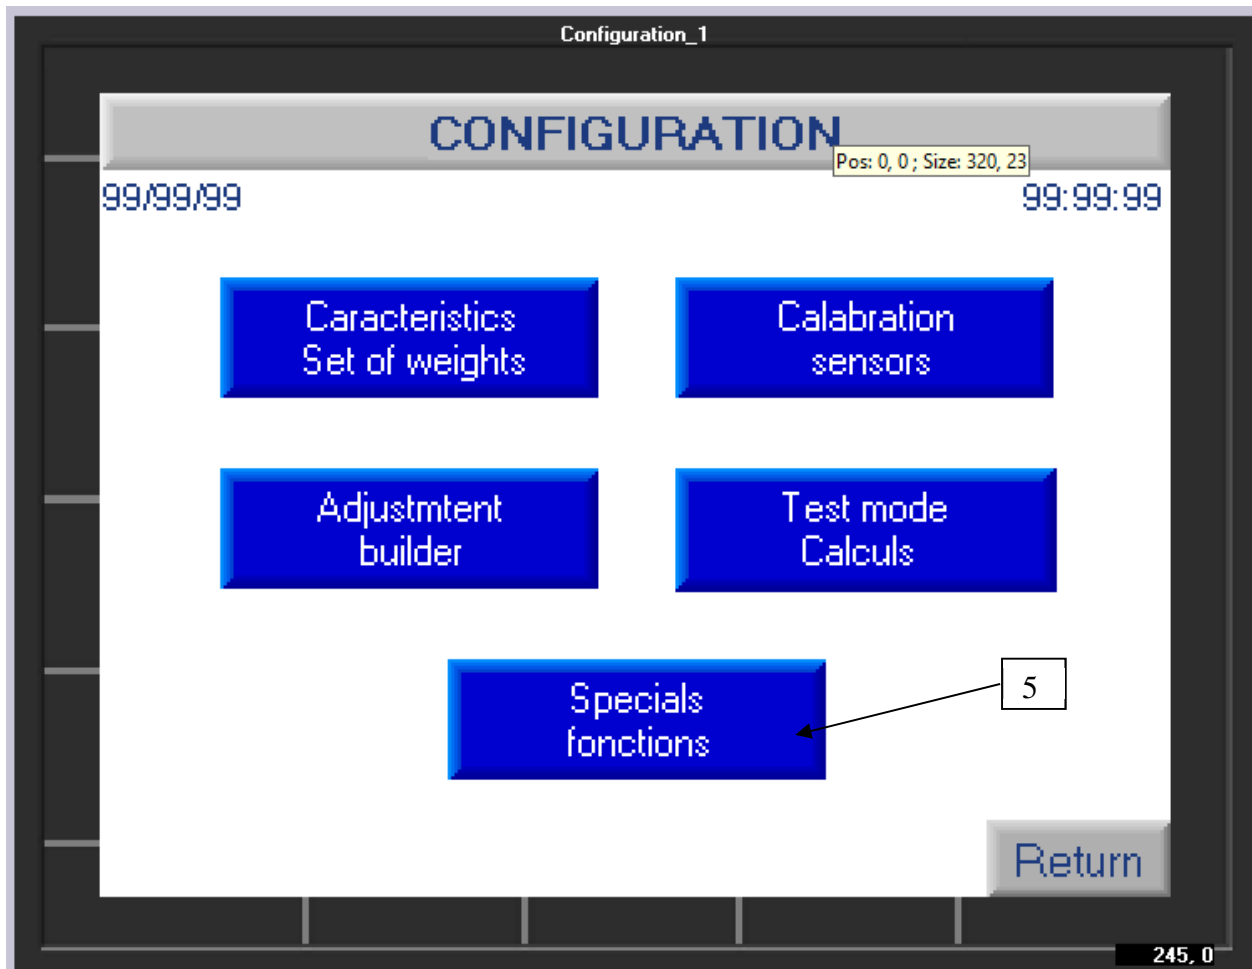 Configuration_1
CONFIGURATION
Pos: 0, 0 ; Size: 320, 23
99/99/99
99:99:99
Caracteristics
Set of weights
Calabration
sensors
Adjustmtent
builder
Test mode
Calculs
Specials
fonctions
5
Return
245, 0